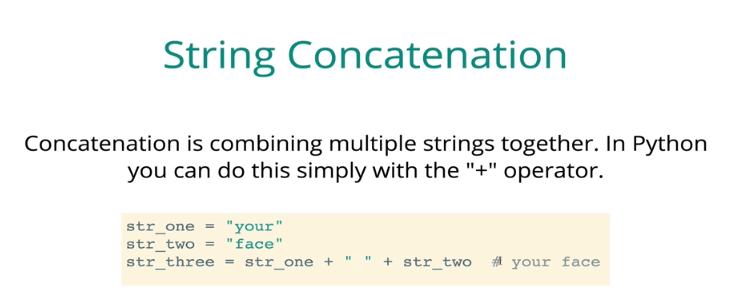 String Concatenation
Concatenation is combining multiple strings together. In Python
you can do this simply with the "+" operator.
str_one = "your"
str_two = "face"
str_three = str_one + " " + str_two  # your face